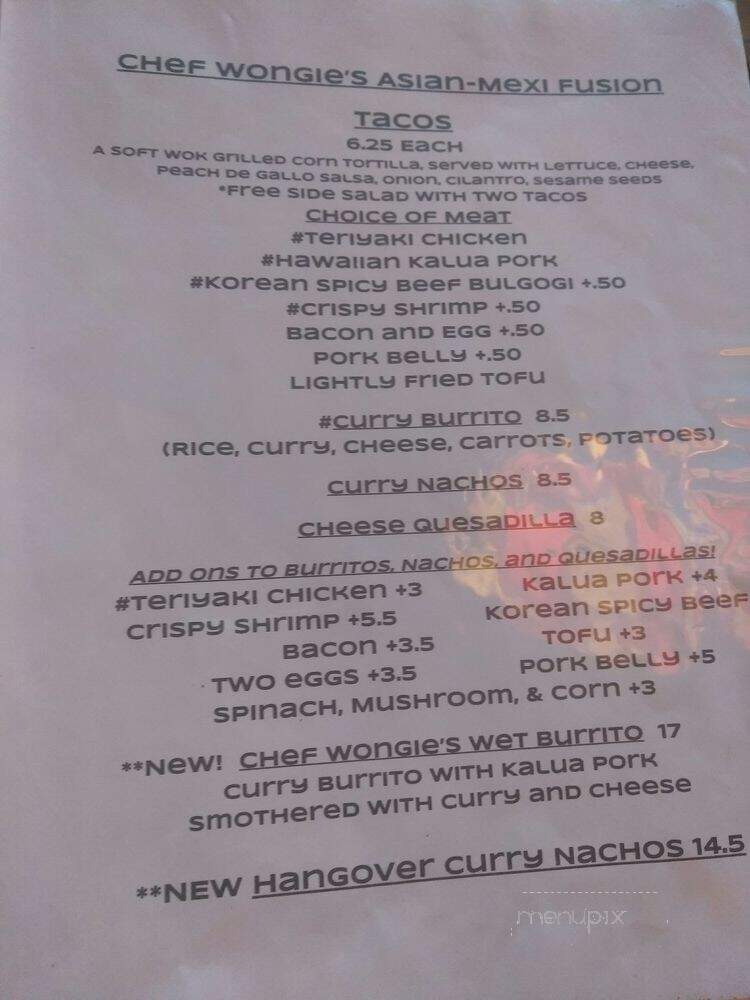 CHEF WONGIE'S ASIAN-MEXI FUSION
TACOS
6.25 EACH
A SOFT WOK GRILLED CORN TORTILLA, SERVED WITH LETTUCE, CHEESE,
PEACH DE GALLO SALSA, ONION, CILANTRO, SESAME SEEDS
*FREE SIDE SALAD WITH TWO TACOS
CHOICE OF MEAT
#TERIYAKI CHICKEN
#HAWAIIAN KALUA PORK
#KOREAN SPICY BEEF BULGOGI +.50
#CRISPY SHRIMP +.50
BACON AND EGG +.50
PORK BELLY +.50
LIGHTLY FRIED TOFU
#CURRY BURRITO 8.5
(RICE, CURRY, CHEESE, CARROTS, POTATOES)
CURRY NACHOS 8.5
CHEESE QUESADILLA 8
ADD ONS TO BURRITOS, NACHOS, AND QUESADILLAS!
#TERIYAKI CHICKEN +3 KALUA PORK +4
CRISPY SHRIMP +5.5 KOREAN SPICY BEEF
BACON +3.5 TOFU +3
TWO EGGS +3.5 PORK BELLY +5
SPINACH, MUSHROOM, & CORN +3
**NEW! CHEF WONGIE'S WET BURRITO 17
CURRY BURRITO WITH KALUA PORK
SMOTHERED WITH CURRY AND CHEESE
**NEW HANGOVER CURRY NACHOS 14.5
menupix